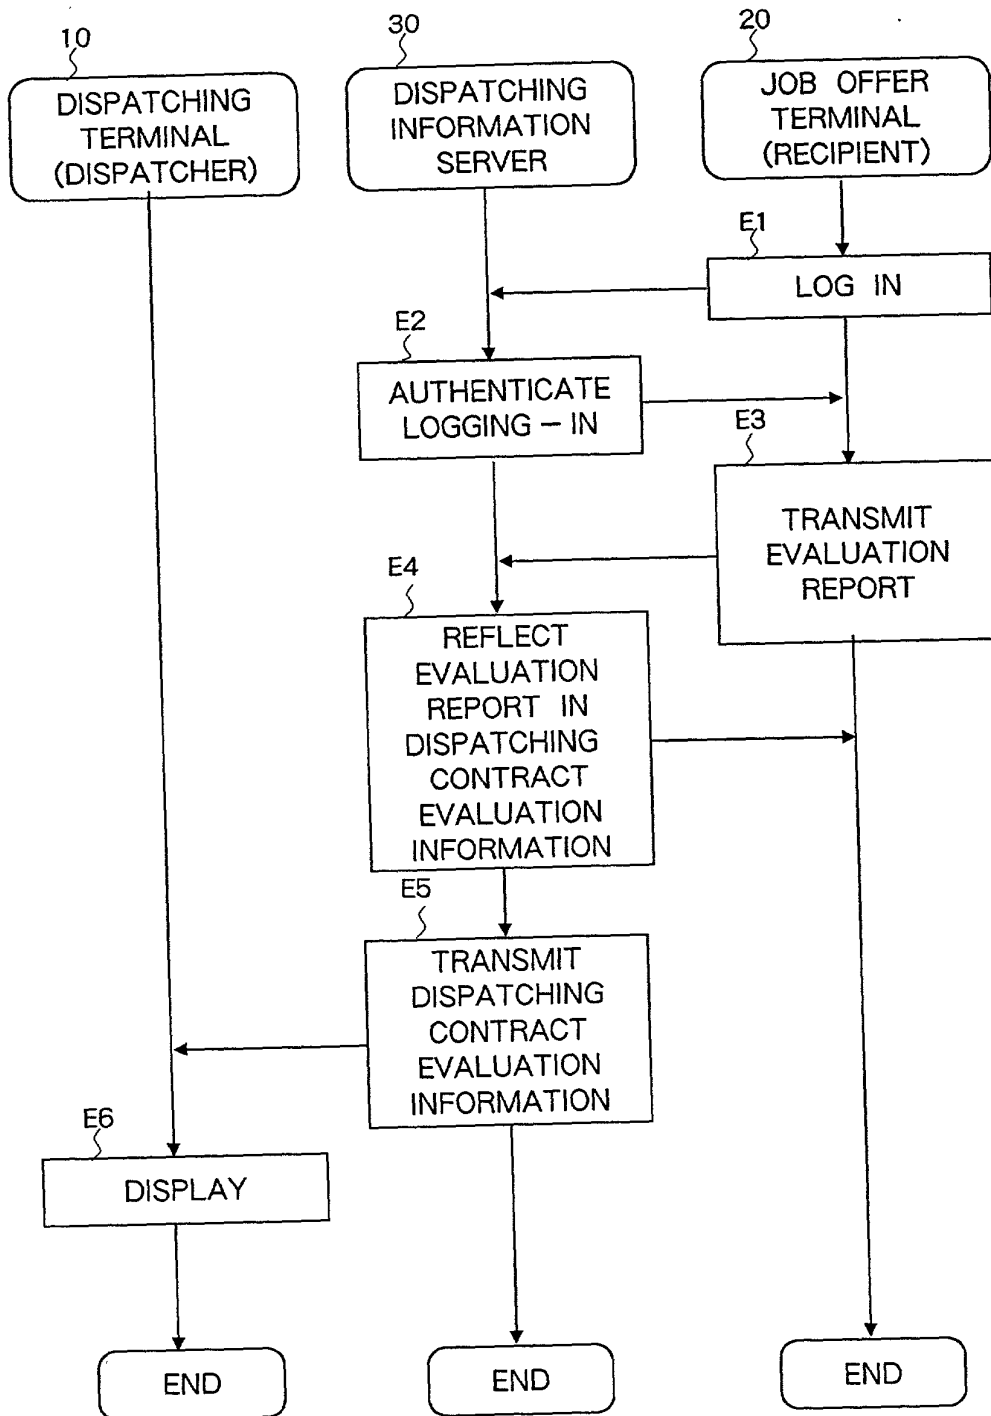 10
DISPATCHING
TERMINAL
(DISPATCHER)
30
DISPATCHING
INFORMATION
SERVER
20
JOB OFFER
TERMINAL
(RECIPIENT)
E1
LOG IN
E2
AUTHENTICATE
LOGGING - IN
E3
TRANSMIT
EVALUATION
REPORT
E4
REFLECT
EVALUATION
REPORT IN
DISPATCHING
CONTRACT
EVALUATION
INFORMATION
E5
TRANSMIT
DISPATCHING
CONTRACT
EVALUATION
INFORMATION
E6
DISPLAY
END
END
END